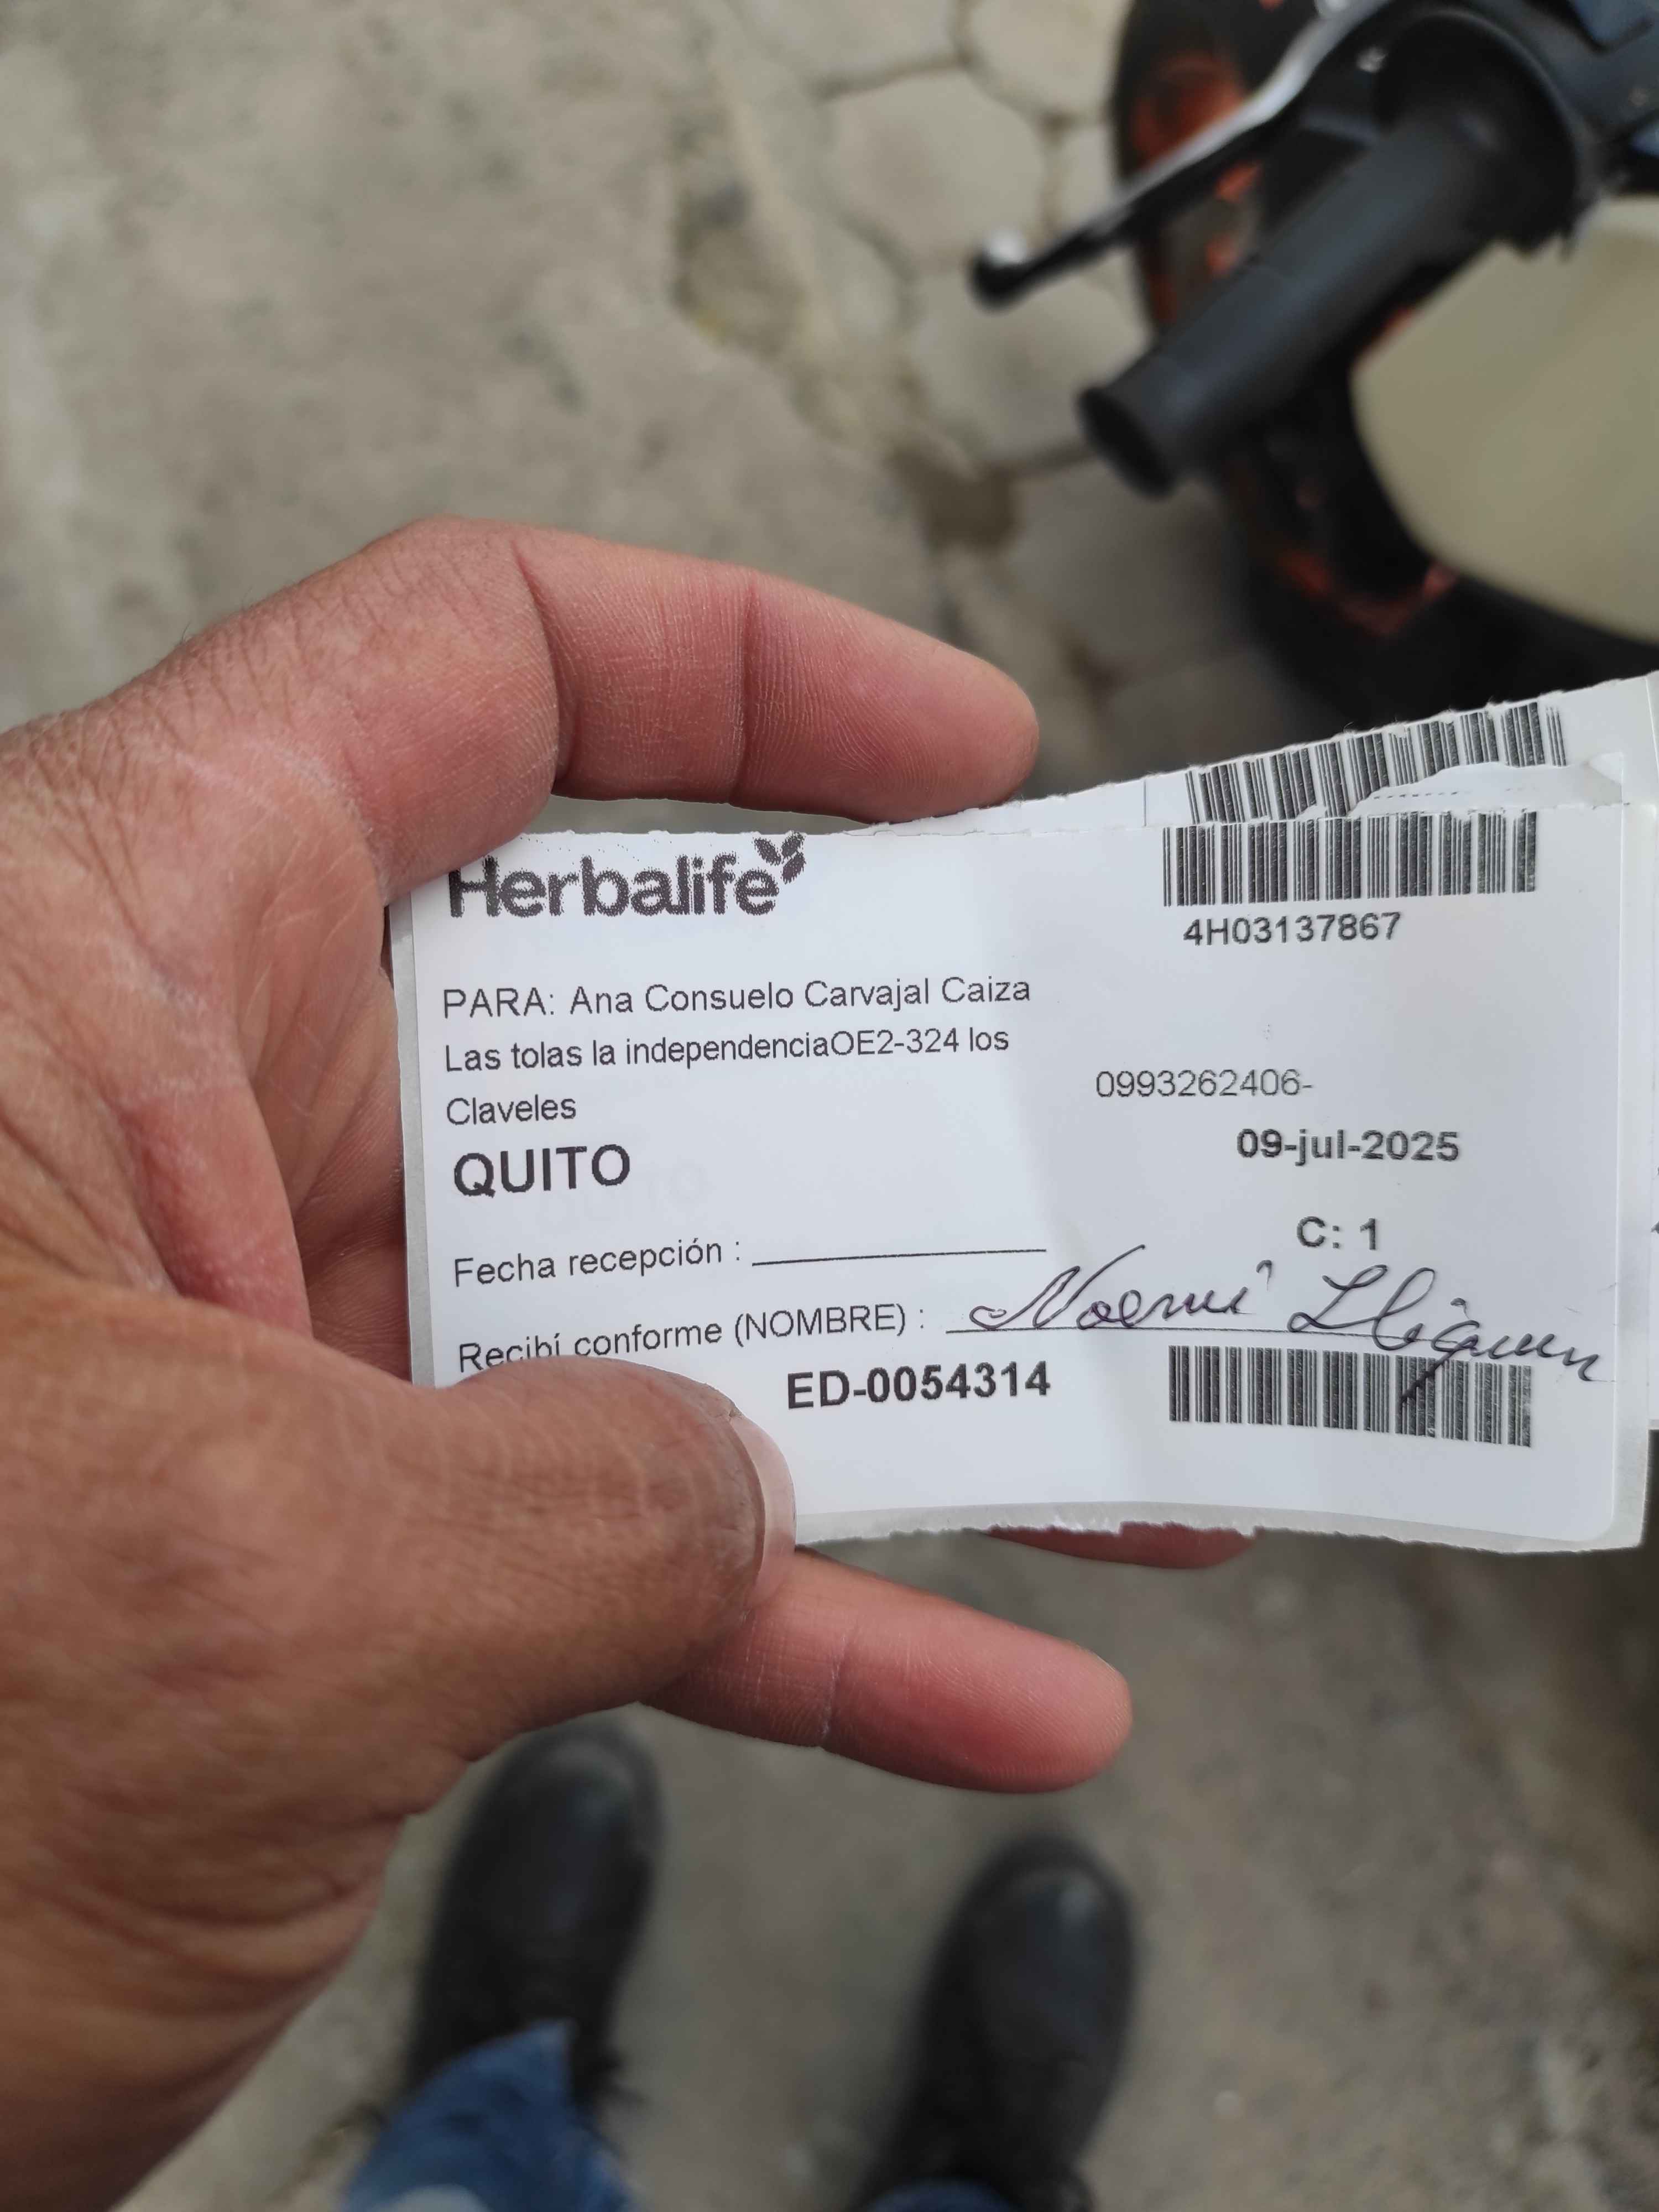 Herbalife
4H03137867
PARA: Ana Consuelo Carvajal Caiza
Las tolas la independenciaOE2-324 los
Claveles
0993262406-
QUITO
09-jul-2025
C: 1
Fecha recepción :
Recibí conforme (NOMBRE) : Noemí
ED-0054314